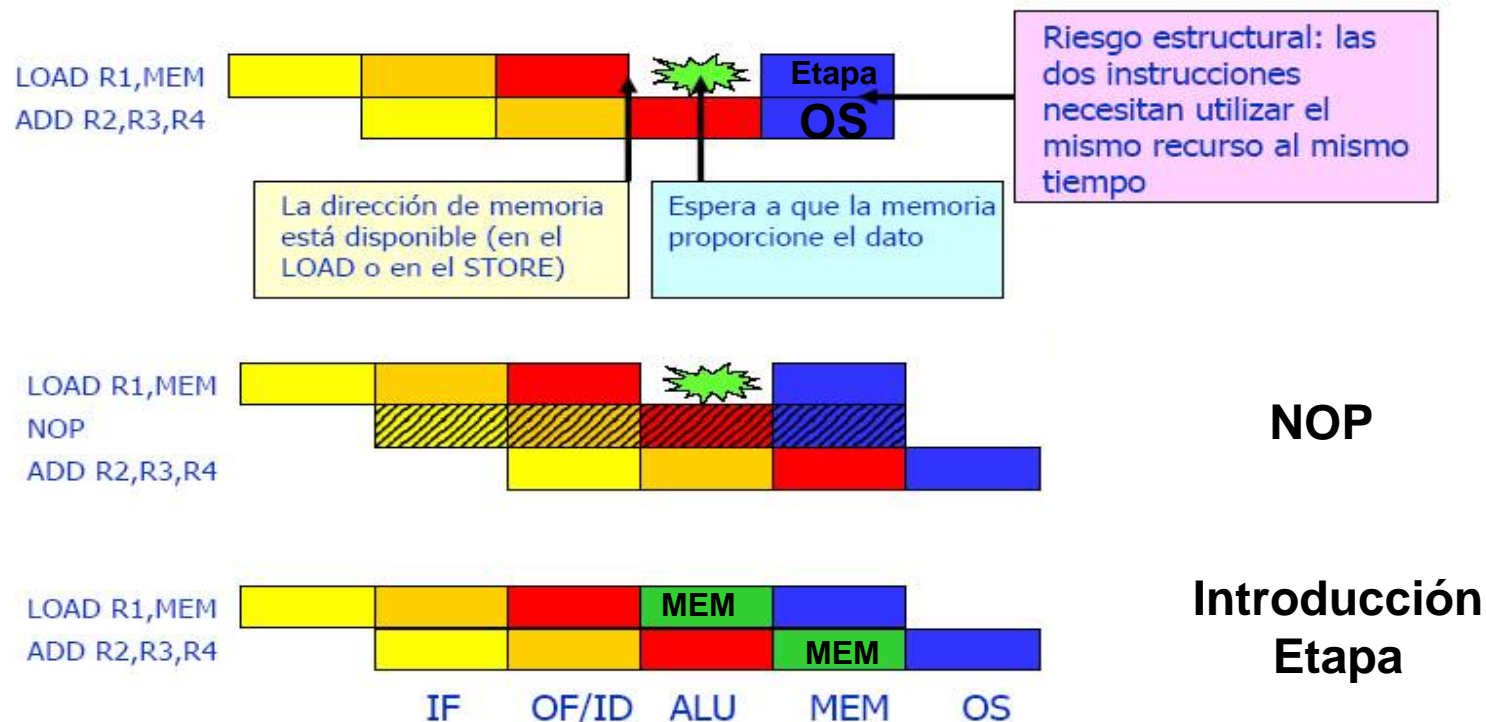 LOAD R1,MEM
ADD R2,R3,R4
Etapa
OS
Riesgo estructural: las
dos instrucciones
necesitan utilizar el
mismo recurso al mismo
tiempo
La dirección de memoria
está disponible (en el
LOAD o en el STORE)
Espera a que la memoria
proporcione el dato
LOAD R1,MEM
NOP
ADD R2,R3,R4
NOP
LOAD R1,MEM
MEM
ADD R2,R3,R4
MEM
Introducción
Etapa
IF OF/ID ALU MEM OS